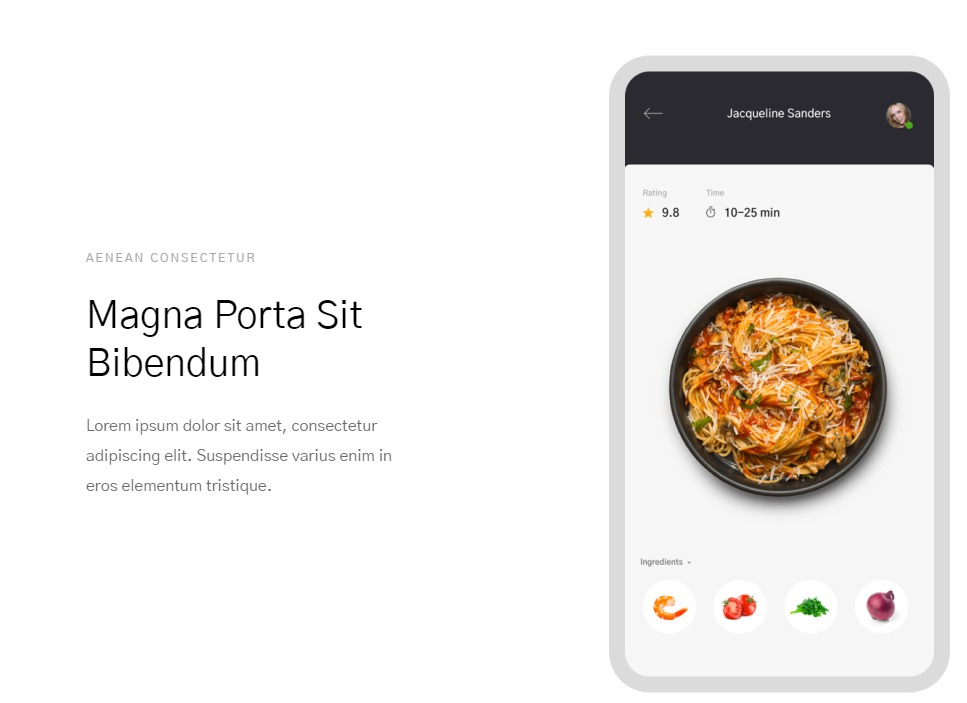 AENEAN CONSECTETUR
Magna Porta Sit
Bibendum
Lorem ipsum dolor sit amet, consectetur
adipiscing elit. Suspendisse varius enim in
eros elementum tristique.
Jacqueline Sanders
Rating Time
9.8 10-25 min
Ingredients